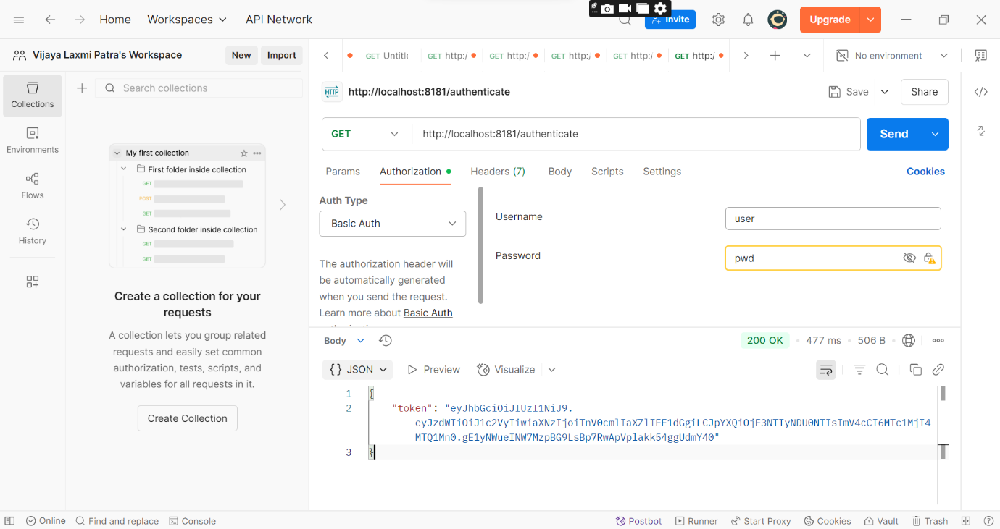 Home
Workspaces
API Network
Invite
Upgrade
Vijaya Laxmi Patra's Workspace
New
Import
GET Untitle
GET http:/
GET http:/
GET http:/
GET http:/
GET http:/
No environment
Collections
Environments
Flows
History
Search collections
My first collection
First folder inside collection
GET
POST
GET
Second folder inside collection
GET
GET
Create a collection for your
requests
A collection lets you group related
requests and easily set common
authorization, tests, scripts, and
variables for all requests in it.
Create Collection
HTTP
http://localhost:8181/authenticate
Save
Share
GET
http://localhost:8181/authenticate
Send
Params
Authorization
Headers (7)
Body
Scripts
Settings
Cookies
Auth Type
Basic Auth
The authorization header will
be automatically generated
when you send the request.
Learn more about Basic Auth
Username
user
Password
pwd
Body
200 OK
477 ms
506 B
{} JSON
Preview
Visualize
1 {
2 "token": "eyJhbGciOiJIUzI1NiJ9.
eyJzdWIiOiJ1c2VyIiwiaXNzIjoiTnV0cmlIaXZlIEF1dGgiLCJpYXQiOjE3NTIyNDU0NTIsImV4cCI6MTc1MjI4
MTQ1Mn0.gE1yNWueINW7MzpBG9LsBp7RwApVplakk54ggUdmY40"
3 }
Online
Find and replace
Console
Postbot
Runner
Start Proxy
Cookies
Vault
Trash